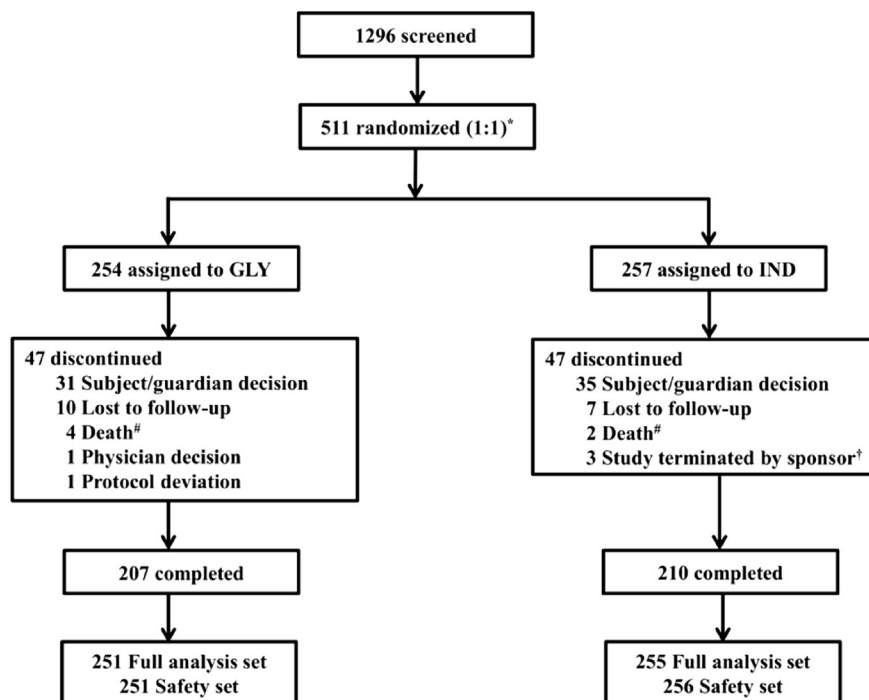 1296 screened
511 randomized (1:1)*
254 assigned to GLY
257 assigned to IND
47 discontinued
31 Subject/guardian decision
10 Lost to follow-up
4 Death#
1 Physician decision
1 Protocol deviation
47 discontinued
35 Subject/guardian decision
7 Lost to follow-up
2 Death#
3 Study terminated by sponsor†
207 completed
210 completed
251 Full analysis set
251 Safety set
255 Full analysis set
256 Safety set